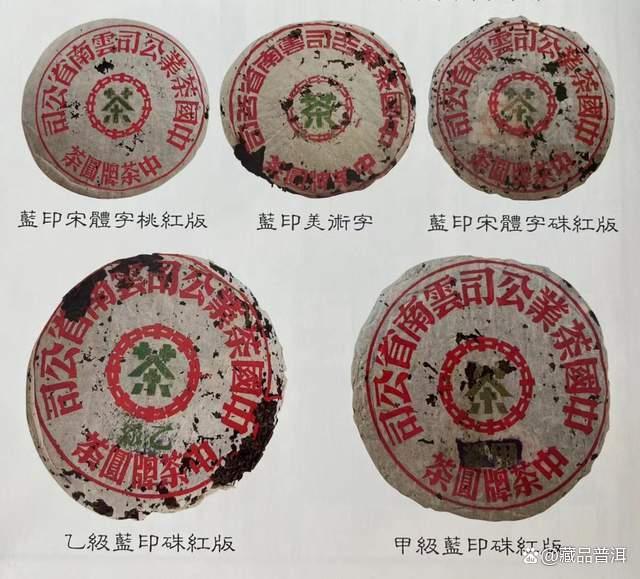 中國茶業公司雲南省公司
茶
中茶牌圓茶
中國茶業公司雲南省公司
茶
中茶牌圓茶
中國茶業公司雲南省公司
茶
中茶牌圓茶
藍印宋體字桃紅版
藍印美術字
藍印宋體字硃紅版
中國茶業公司雲南省公司
茶
乙級
中茶牌圓茶
中國茶業公司雲南省公司
茶
中茶牌圓茶
乙級藍印硃紅版
甲級藍印硃紅版
@藏品普洱